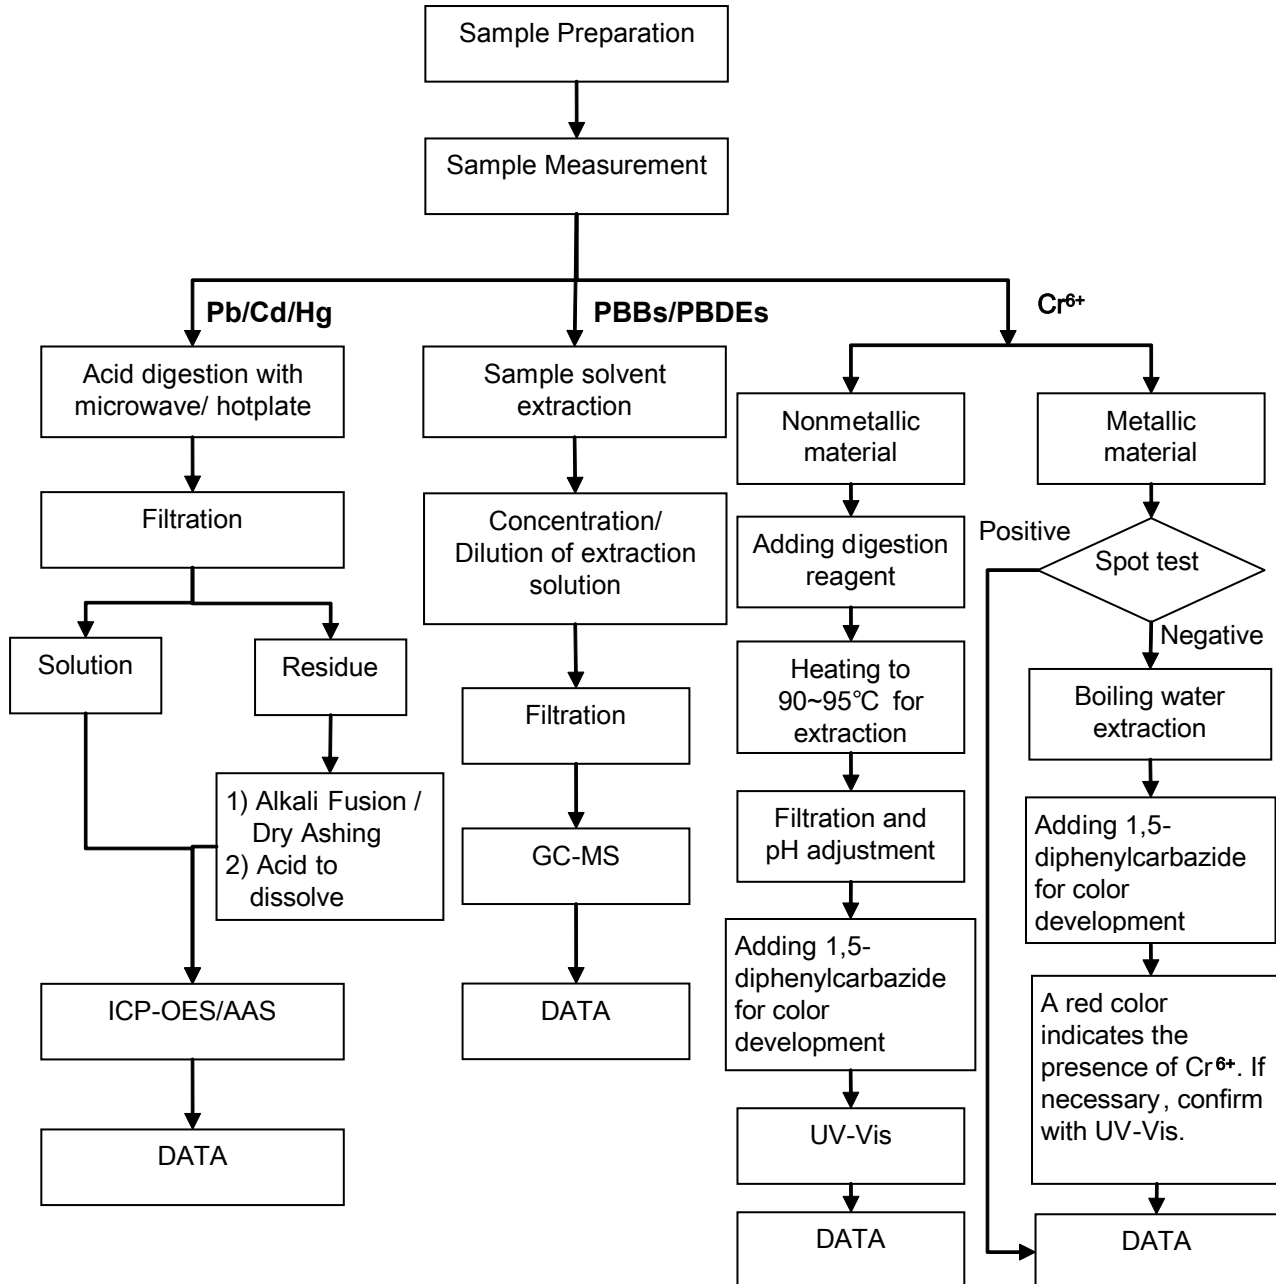 Sample Preparation
Sample Measurement
Pb/Cd/Hg
PBBs/PBDEs
Cr⁶⁺
Acid digestion with
microwave/ hotplate
Filtration
Solution
Residue
1) Alkali Fusion /
Dry Ashing
2) Acid to
dissolve
ICP-OES/AAS
DATA
Sample solvent
extraction
Concentration/
Dilution of extraction
solution
Filtration
GC-MS
DATA
Nonmetallic
material
Adding digestion
reagent
Heating to
90~95℃ for
extraction
Filtration and
pH adjustment
Adding 1,5-
diphenylcarbazide
for color
development
UV-Vis
DATA
Metallic
material
Positive
Spot test
Negative
Boiling water
extraction
Adding 1,5-
diphenylcarbazide
for color
development
A red color
indicates the
presence of Cr⁶⁺. If
necessary, confirm
with UV-Vis.
DATA